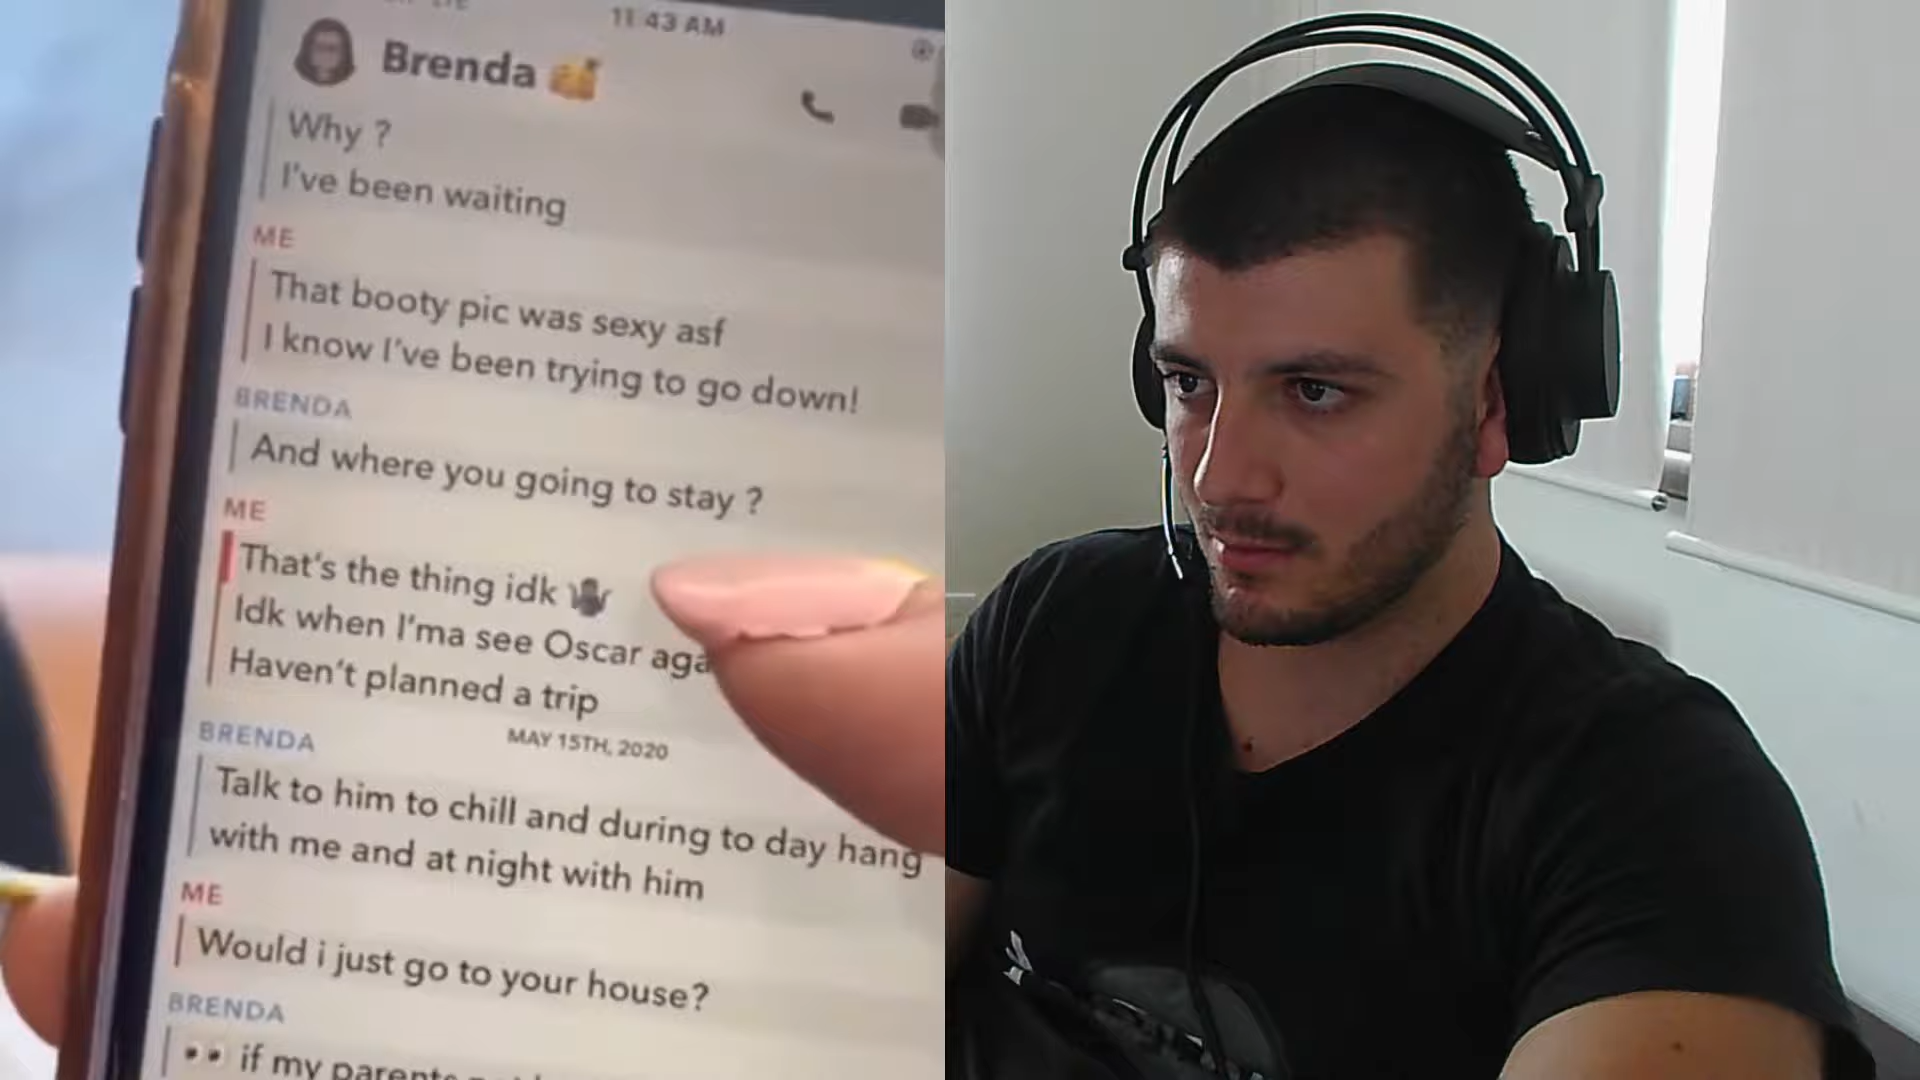 11:43 AM
Brenda 🥰
Why ?
I've been waiting
ME
That booty pic was sexy asf
I know I've been trying to go down!
BRENDA
And where you going to stay ?
ME
That's the thing idk 🤷🏿‍♀️
Idk when I'ma see Oscar
Haven't planned a trip
MAY 15TH, 2020
BRENDA
Talk to him to chill and during to day hang
with me and at night with him
ME
Would i just go to your house?
BRENDA
👀 if my parents